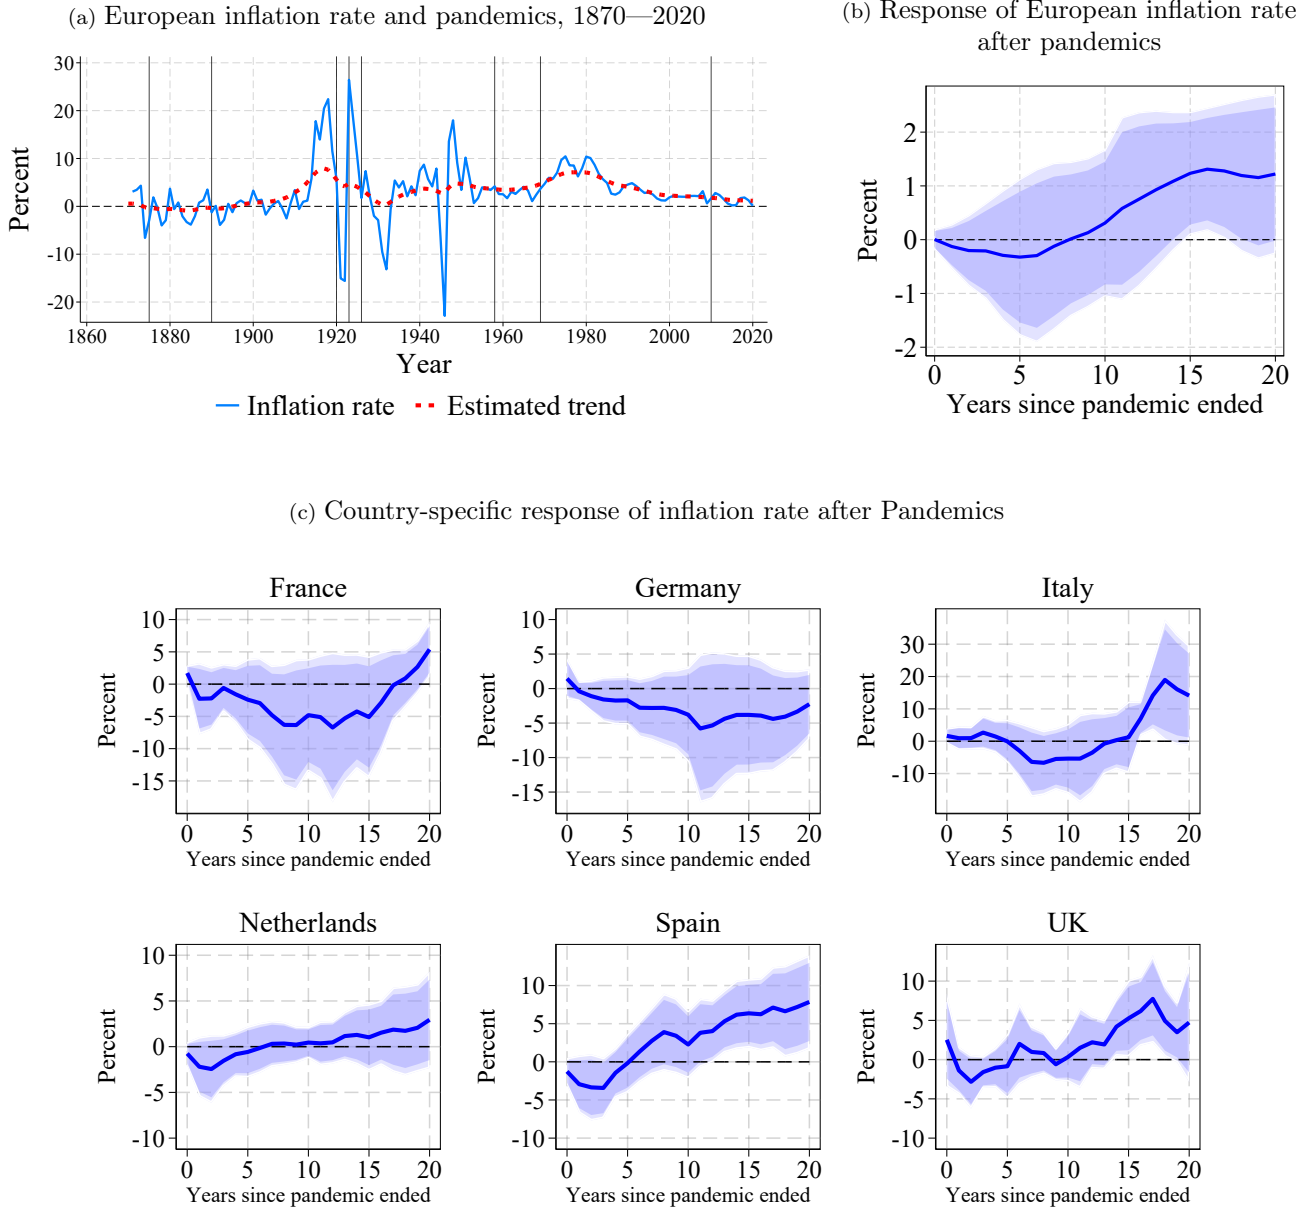 (a) European inflation rate and pandemics, 1870—2020
30
20
10
0
-10
-20
Percent
1860 1880 1900 1920 1940 1960 1980 2000 2020
Year
Inflation rate Estimated trend
(b) Response of European inflation rate
after pandemics
2
1
0
-1
-2
Percent
0 5 10 15 20
Years since pandemic ended
(c) Country-specific response of inflation rate after Pandemics
France
10
5
0
-5
-10
-15
Percent
0 5 10 15 20
Years since pandemic ended
Germany
10
5
0
-5
-10
-15
Percent
0 5 10 15 20
Years since pandemic ended
Italy
30
20
10
0
-10
Percent
0 5 10 15 20
Years since pandemic ended
Netherlands
10
5
0
-5
-10
Percent
0 5 10 15 20
Years since pandemic ended
Spain
10
5
0
-5
-10
Percent
0 5 10 15 20
Years since pandemic ended
UK
10
5
0
-5
-10
Percent
0 5 10 15 20
Years since pandemic ended